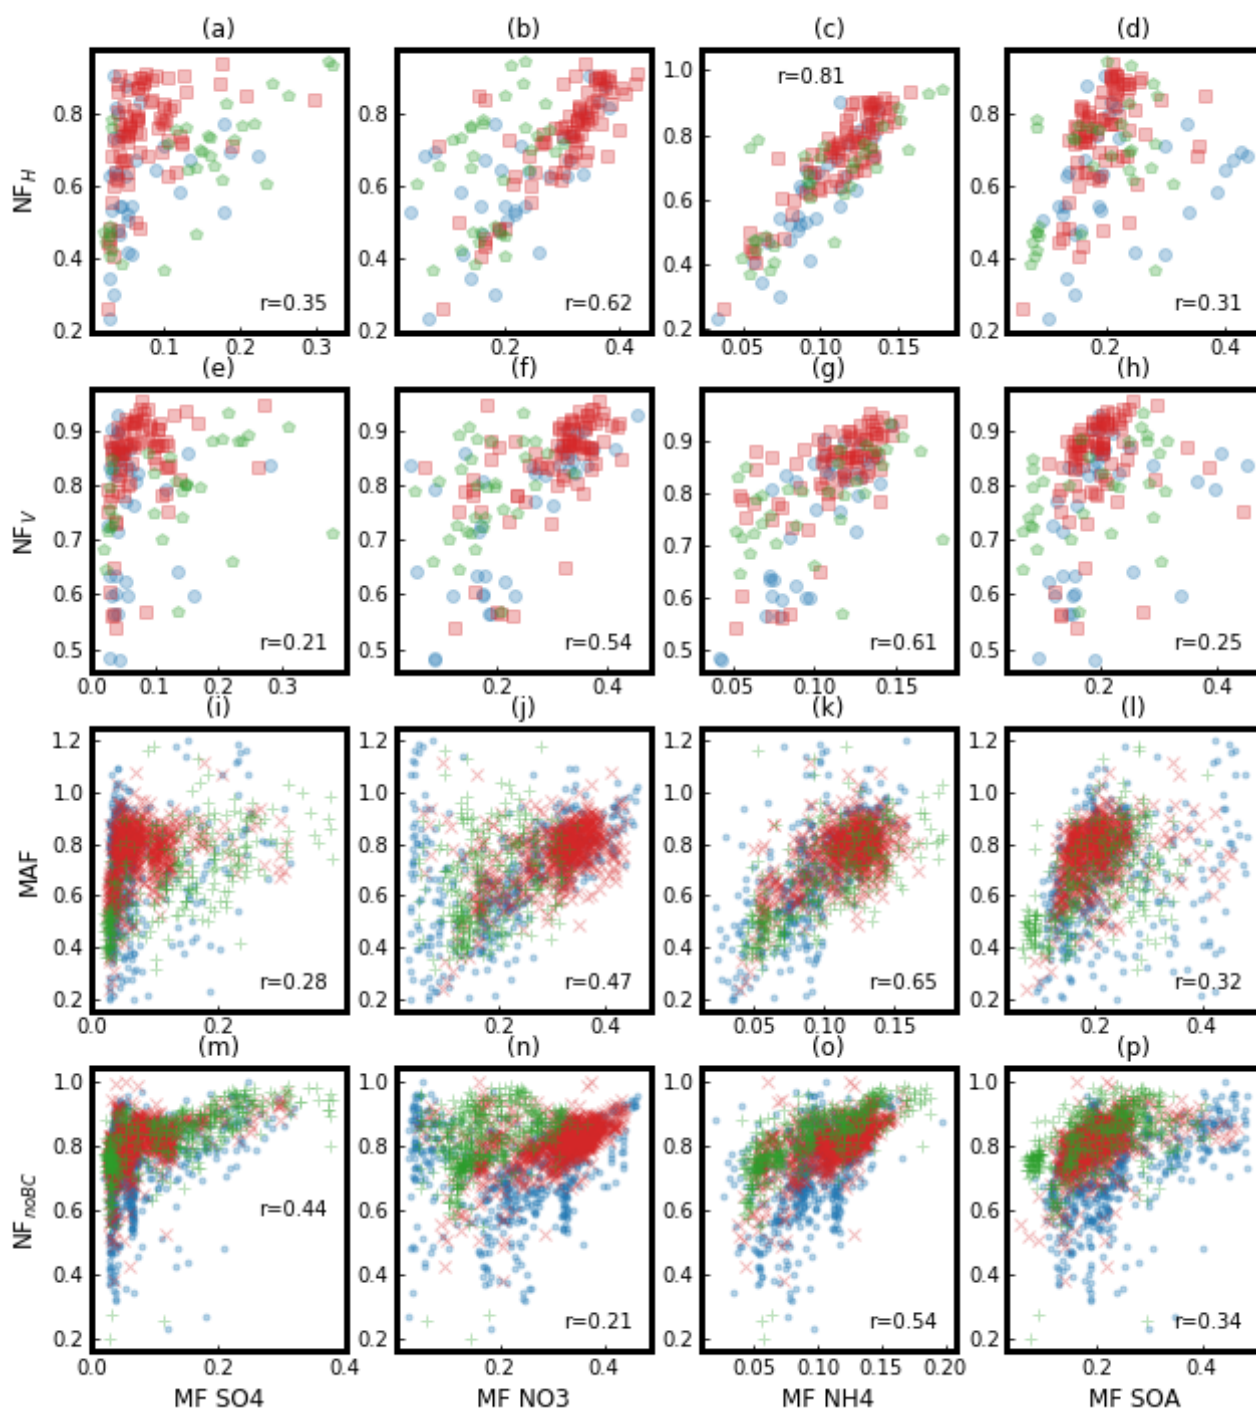 (a) (b) (c) (d)
NF_H
0.8 0.6 0.4 0.2
r=0.35
r=0.62
1.0 0.8 0.6 0.4 0.2
r=0.81
0.8 0.6 0.4 0.2
r=0.31
0.1 0.2 0.3
0.2 0.4
0.05 0.10 0.15
0.2 0.4
(e) (f) (g) (h)
NF_V
0.9 0.8 0.7 0.6 0.5
r=0.21
0.9 0.8 0.7 0.6 0.5
r=0.54
0.9 0.8 0.7 0.6 0.5
r=0.61
0.9 0.8 0.7 0.6 0.5
r=0.25
0.0 0.1 0.3
0.2 0.4
0.05 0.10 0.15
0.2 0.4
(i) (j) (k) (l)
MAF
1.2 1.0 0.8 0.6 0.4 0.2
r=0.28
1.2 1.0 0.8 0.6 0.4 0.2
r=0.47
1.2 1.0 0.8 0.6 0.4 0.2
r=0.65
1.2 1.0 0.8 0.6 0.4 0.2
r=0.32
0.0 0.2
0.2 0.4
0.05 0.10 0.15
0.2 0.4
(m) (n) (o) (p)
NF_noBC
1.0 0.8 0.6 0.4 0.2
r=0.44
1.0 0.8 0.6 0.4 0.2
r=0.21
1.0 0.8 0.6 0.4 0.2
r=0.54
1.0 0.8 0.6 0.4 0.2
r=0.34
0.0 0.2 0.4
0.2 0.4
0.05 0.10 0.15 0.20
0.2 0.4
MF SO4 MF NO3 MF NH4 MF SOA